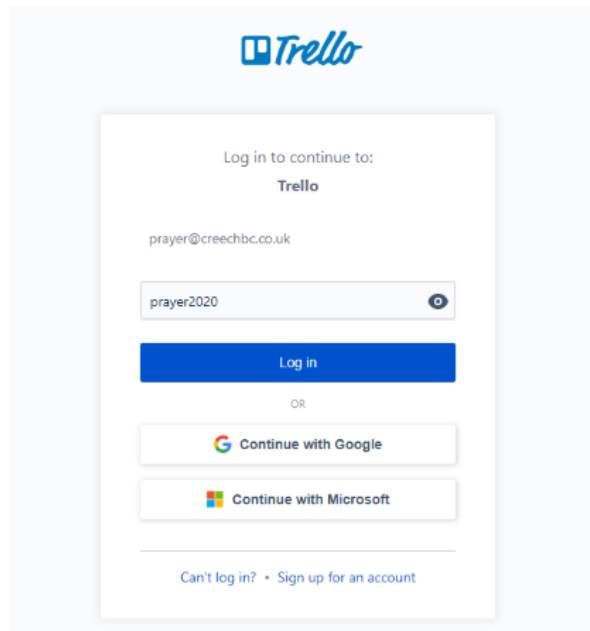 Trello
Log in to continue to:
Trello
prayer@creechbc.co.uk
prayer2020
Log in
OR
Continue with Google
Continue with Microsoft
Can't log in? • Sign up for an account